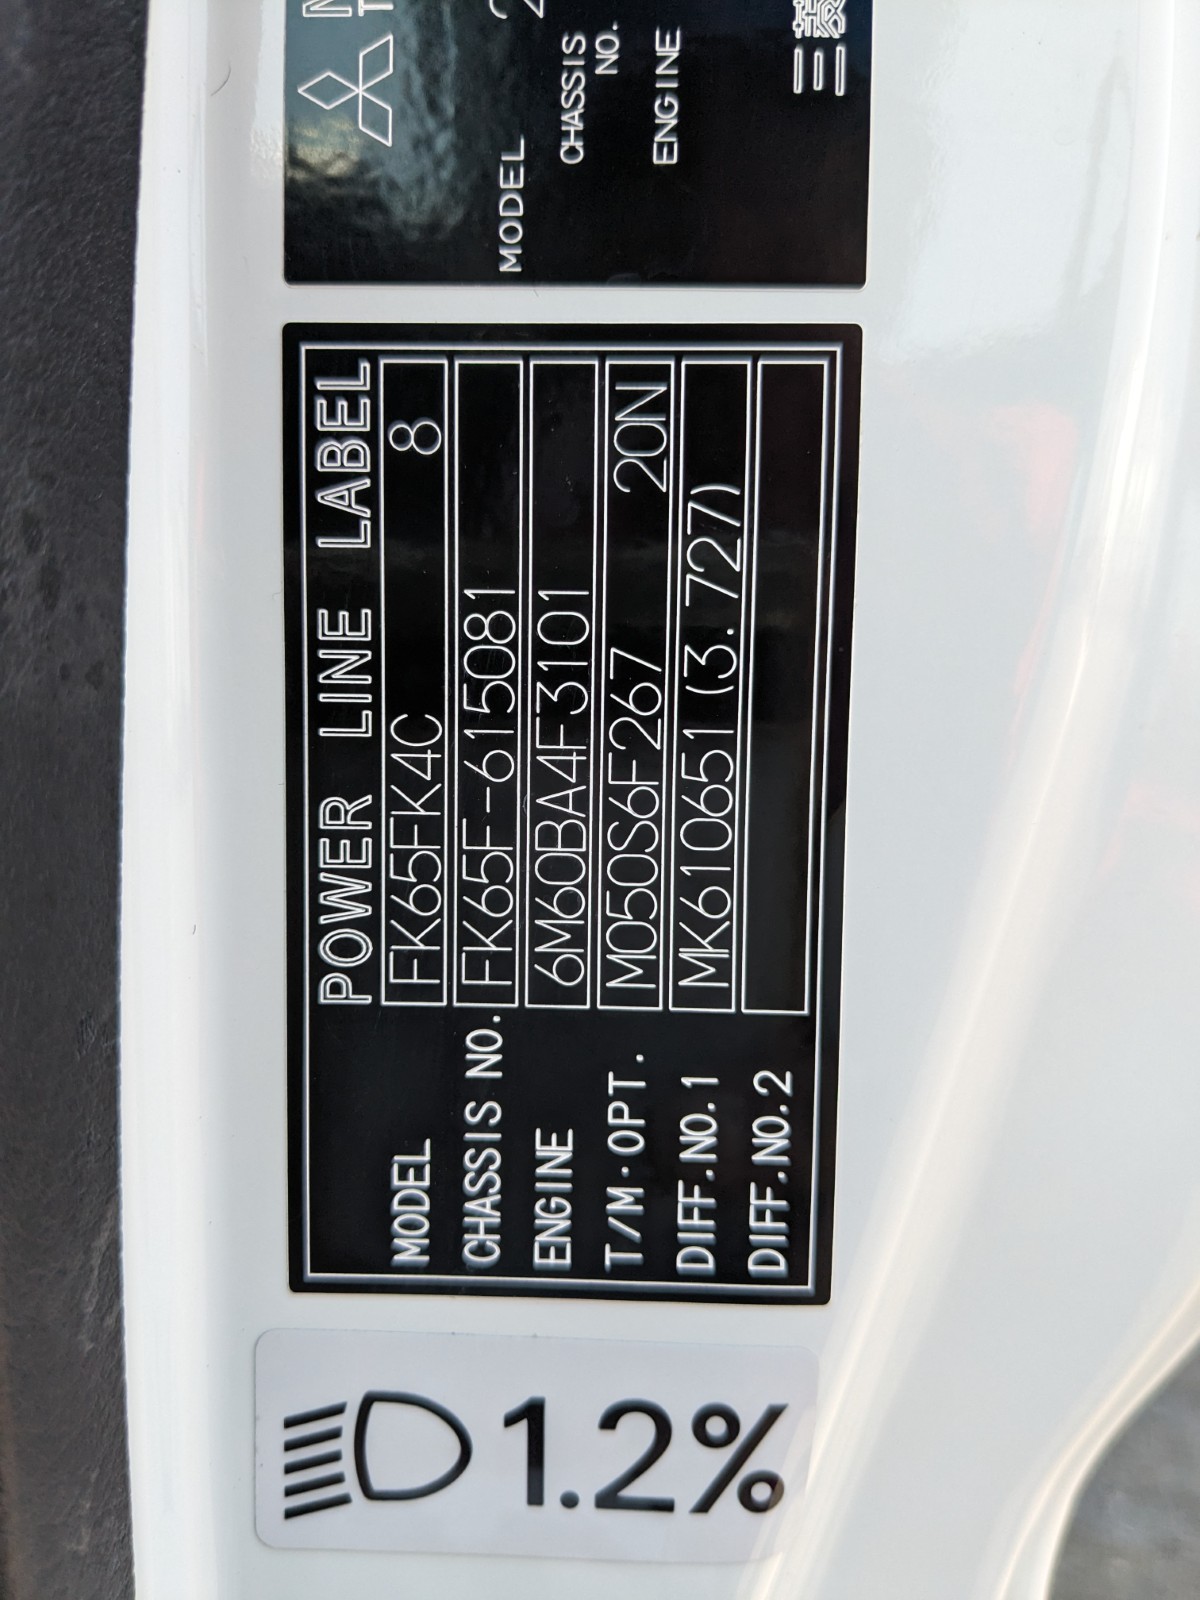 MODEL
CHASSIS
NO.
ENGINE
POWER LINE LABEL
MODEL FK65FK4C 8
CHASSIS NO. FK65F-615081
ENGINE 6M60BA4F3101
T/M·OPT. M050S6F267 20N
DIFF.NO.1 MK610651(3.727)
DIFF.NO.2
1.2%